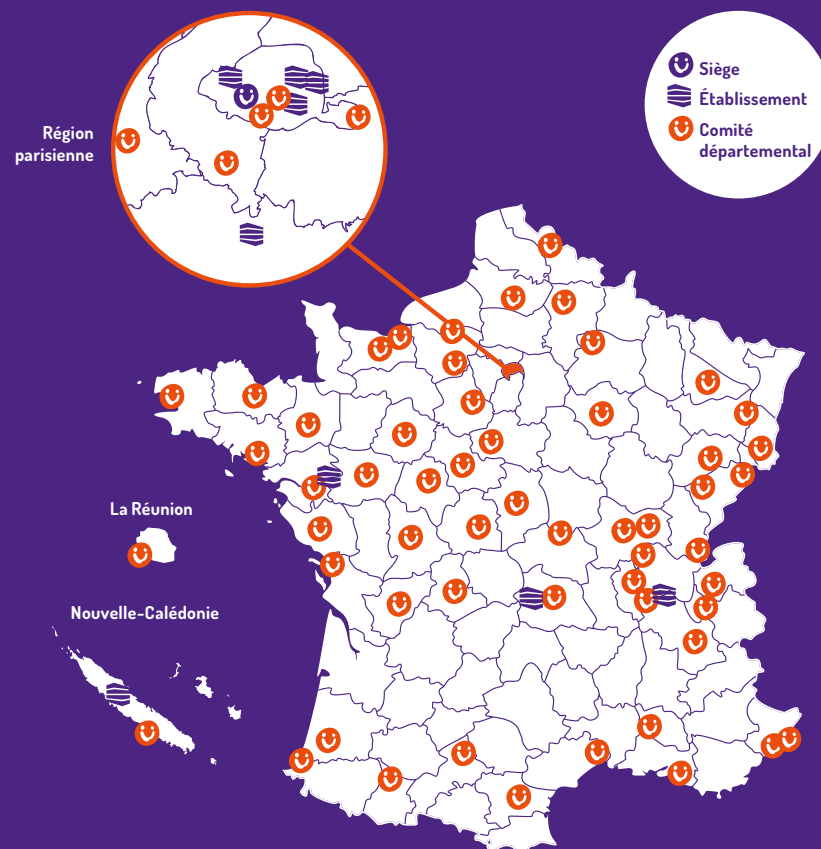 Siège
Établissement
Comité
départemental
Région
parisienne
La Réunion
Nouvelle-Calédonie